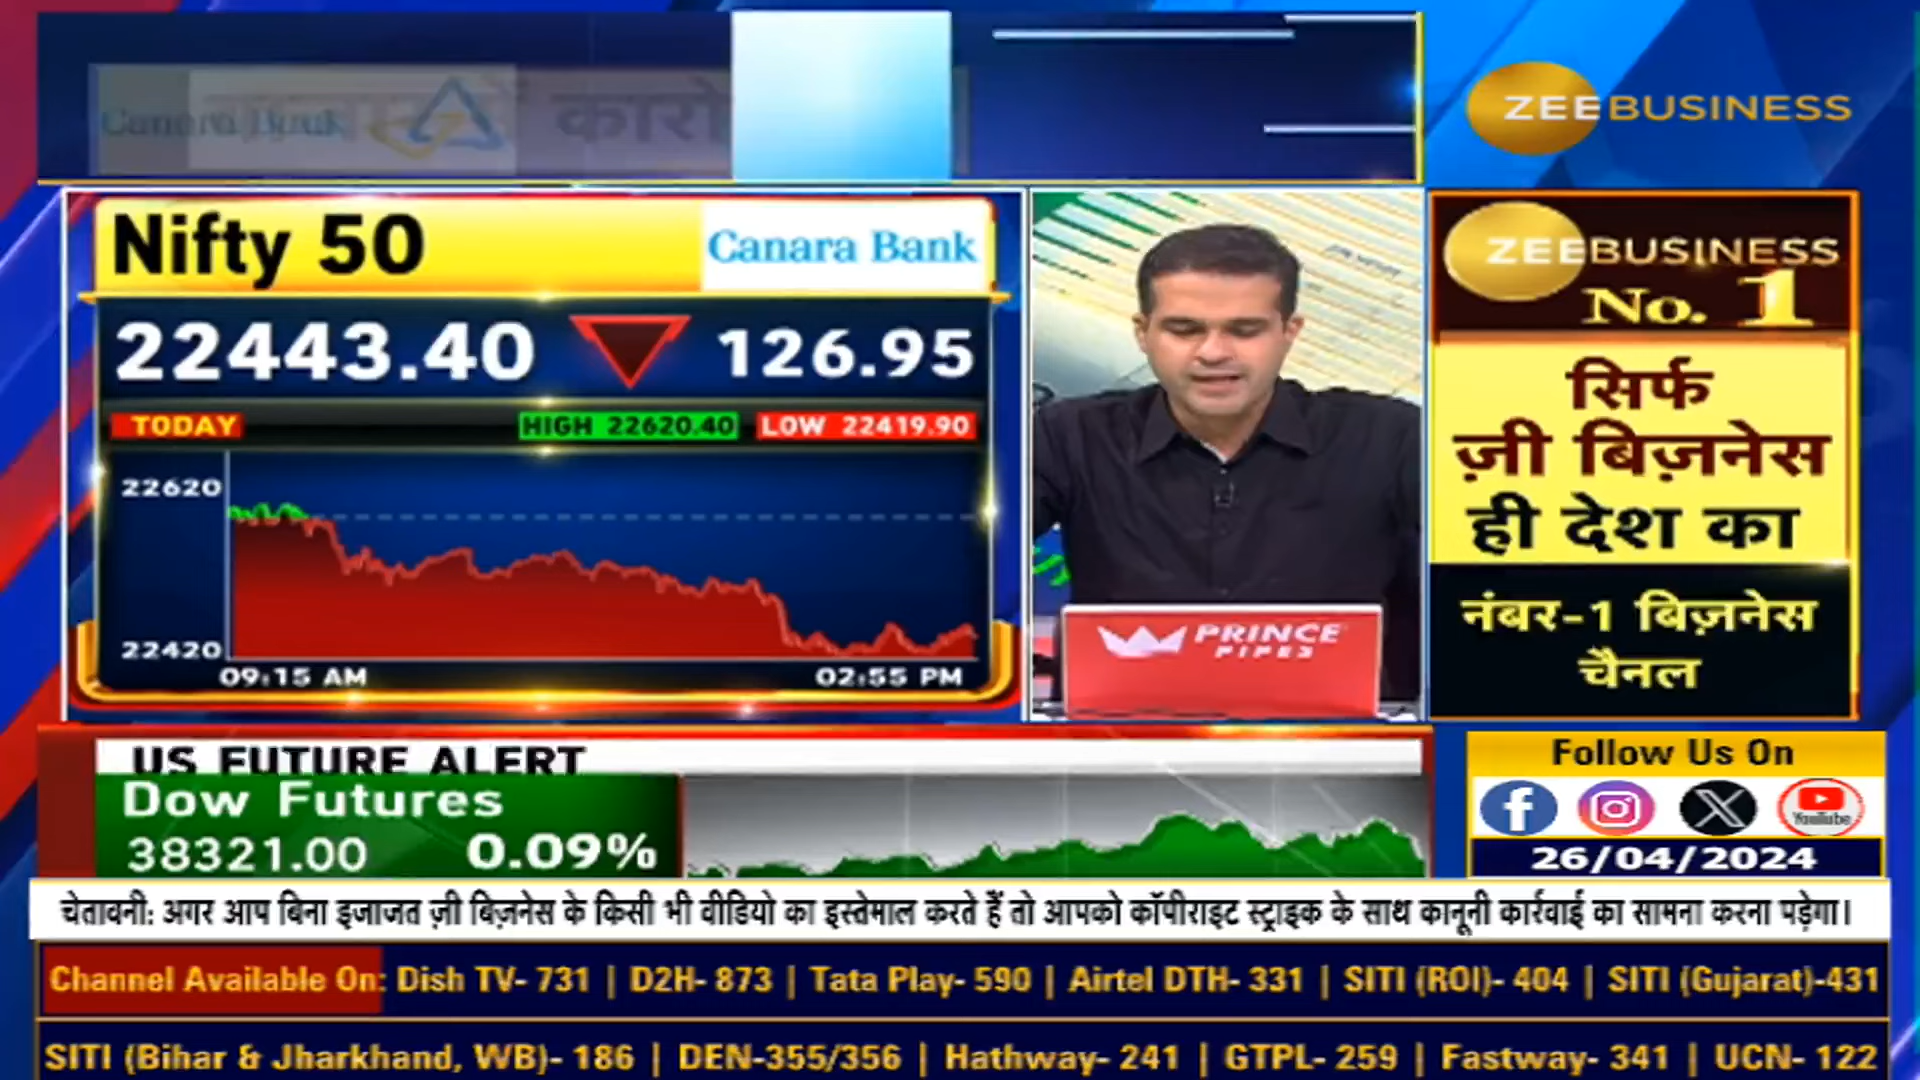 Canara Bank
ZEEBUSINESS
Nifty 50
Canara Bank
22443.40 126.95
TODAY HIGH 22620.40 LOW 22419.90
22620
22420
09:15 AM 02:55 PM
PRINCE
PIPES
ZEEBUSINESS
No. 1
सिर्फ
ज़ी बिज़नेस
ही देश का
नंबर-1 बिज़नेस
चैनल
US FUTURE ALERT
Dow Futures
38321.00 0.09%
Follow Us On
YouTube
26/04/2024
चेतावनी: अगर आप बिना इजाजत ज़ी बिज़नेस के किसी भी वीडियो का इस्तेमाल करते हैं तो आपको कॉपीराइट स्ट्राइक के साथ कानूनी कार्रवाई का सामना करना पड़ेगा।
Channel Available On: Dish TV- 731 | D2H- 873 | Tata Play- 590 | Airtel DTH- 331 | SITI (ROI)- 404 | SITI (Gujarat)-431
SITI (Bihar & Jharkhand, WB)- 186 | DEN-355/356 | Hathway- 241 | GTPL- 259 | Fastway- 341 | UCN- 122